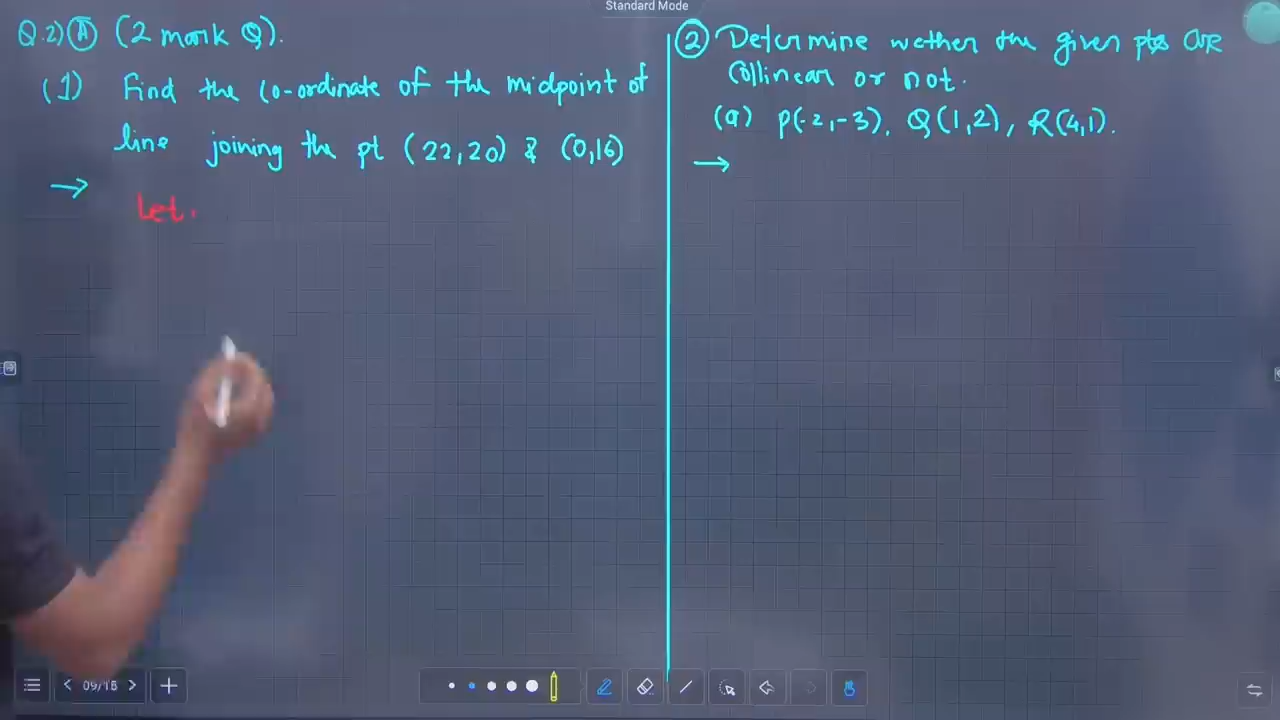 Standard Mode
Q.2) (A) (2 mark Q).
(1) Find the co-ordinate of the midpoint of
line joining the pt (22,20) & (0,16)
→ Let.
(2) Determine wether the given pts are
Collinear or not.
(a) P(-2,-3), Q(1,2), R(4,1).
→
09/15